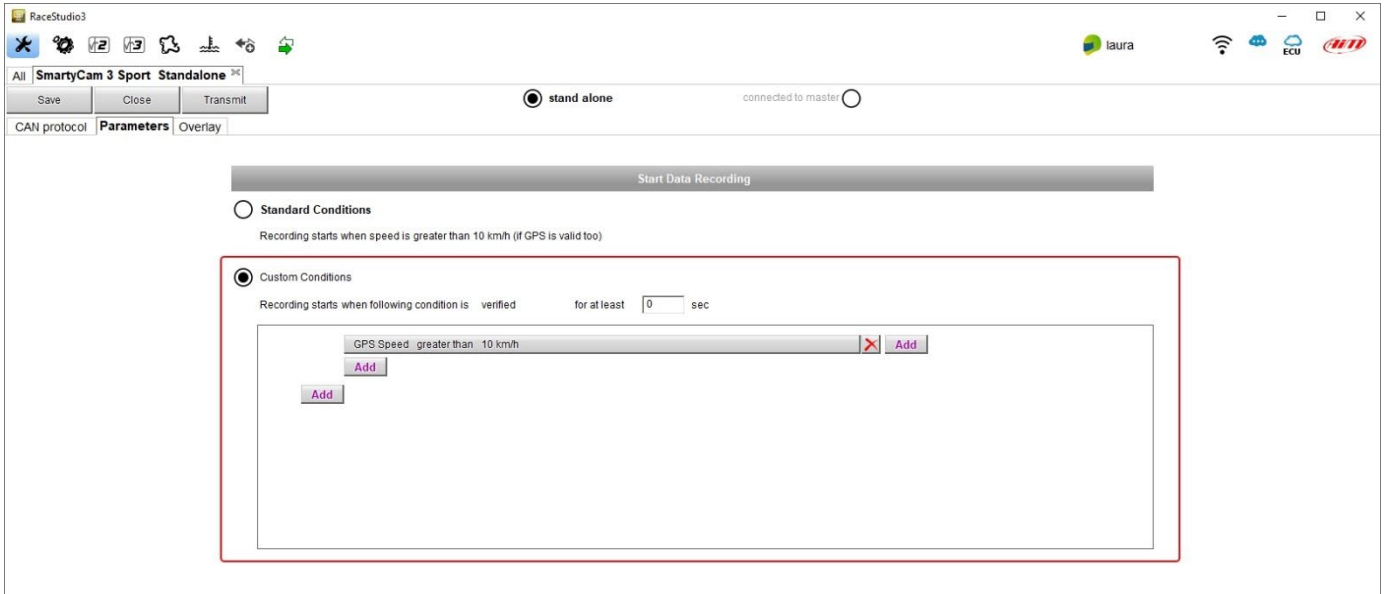 RaceStudio3
2 3 laura ECU AiM
All SmartyCam 3 Sport Standalone
Save Close Transmit stand alone connected to master
CAN protocol Parameters Overlay
Start Data Recording
Standard Conditions
Recording starts when speed is greater than 10 km/h (if GPS is valid too)
Custom Conditions
Recording starts when following condition is verified for at least 0 sec
GPS Speed greater than 10 km/h Add
Add
Add